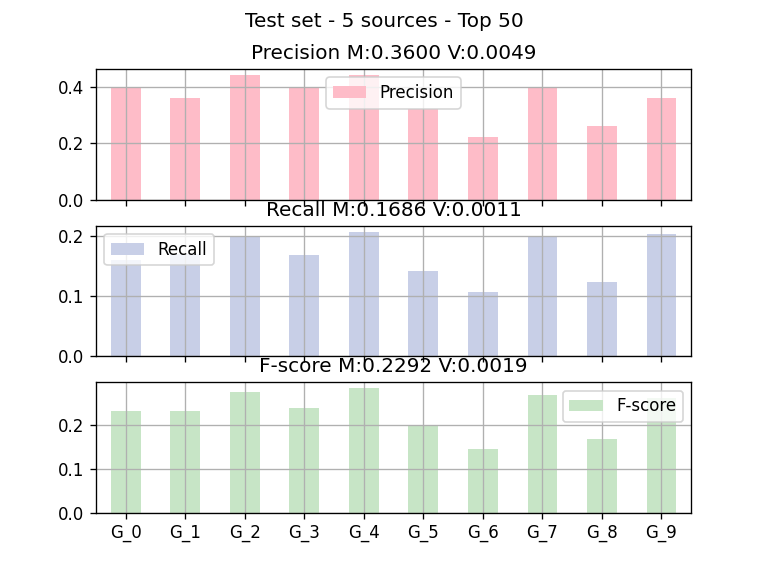 Test set - 5 sources - Top 50
Precision M:0.3600 V:0.0049
0.4
0.2
0.0
Precision
Recall M:0.1686 V:0.0011
0.2
0.1
0.0
Recall
F-score M:0.2292 V:0.0019
0.2
0.1
0.0
F-score
G_0 G_1 G_2 G_3 G_4 G_5 G_6 G_7 G_8 G_9